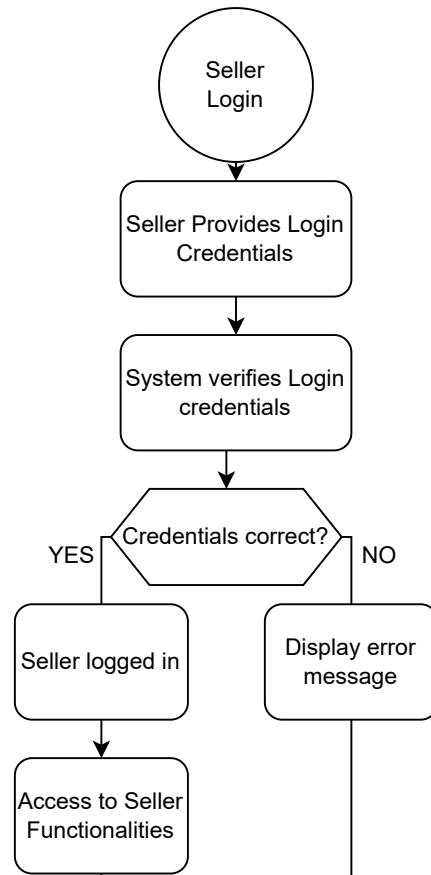 Seller
Login
Seller Provides Login
Credentials
System verifies Login
credentials
Credentials correct?
YES
NO
Seller logged in
Display error
message
Access to Seller
Functionalities